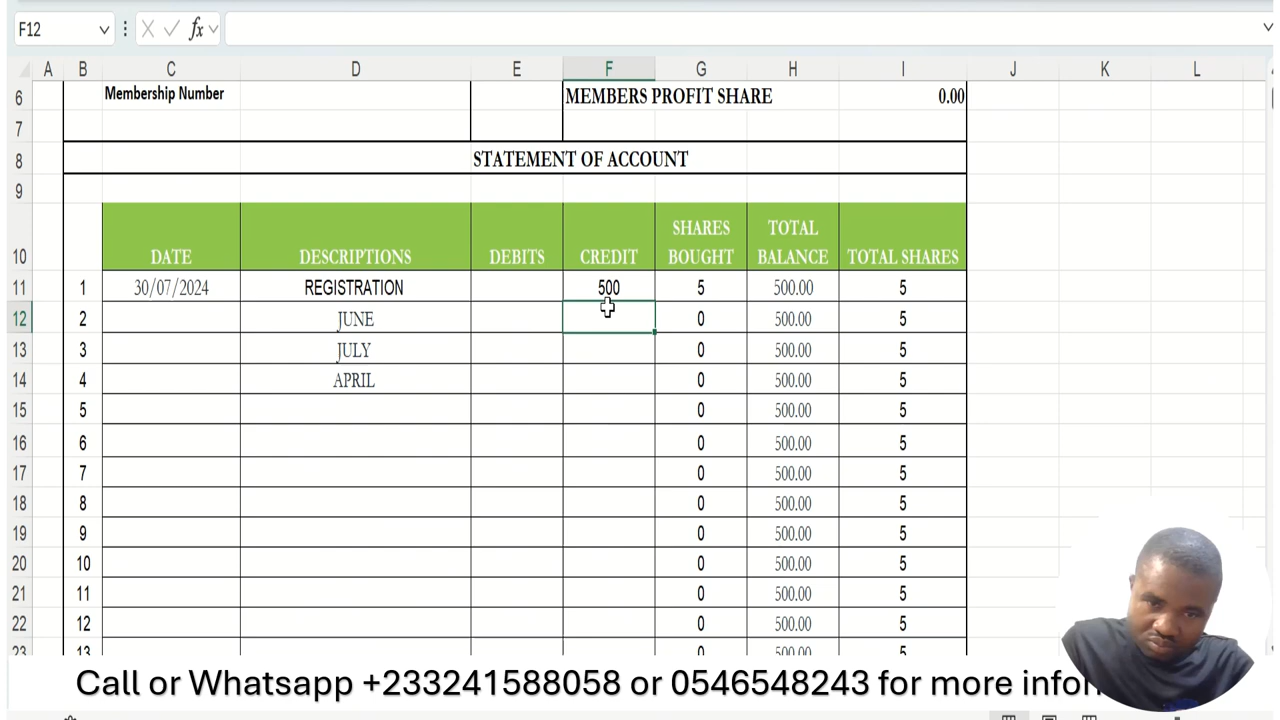 F12 fx
A B C D E F G H I J K L
6 Membership Number MEMBERS PROFIT SHARE 0.00
7
8 STATEMENT OF ACCOUNT
9
10 DATE DESCRIPTIONS DEBITS CREDIT SHARES BOUGHT TOTAL BALANCE TOTAL SHARES
11 1 30/07/2024 REGISTRATION 500 5 500.00 5
12 2 JUNE 0 500.00 5
13 3 JULY 0 500.00 5
14 4 APRIL 0 500.00 5
15 5 0 500.00 5
16 6 0 500.00 5
17 7 0 500.00 5
18 8 0 500.00 5
19 9 0 500.00 5
20 10 0 500.00 5
21 11 0 500.00 5
22 12 0 500.00 5
23 13 0 500.00 5
Call or Whatsapp +233241588058 or 0546548243 for more